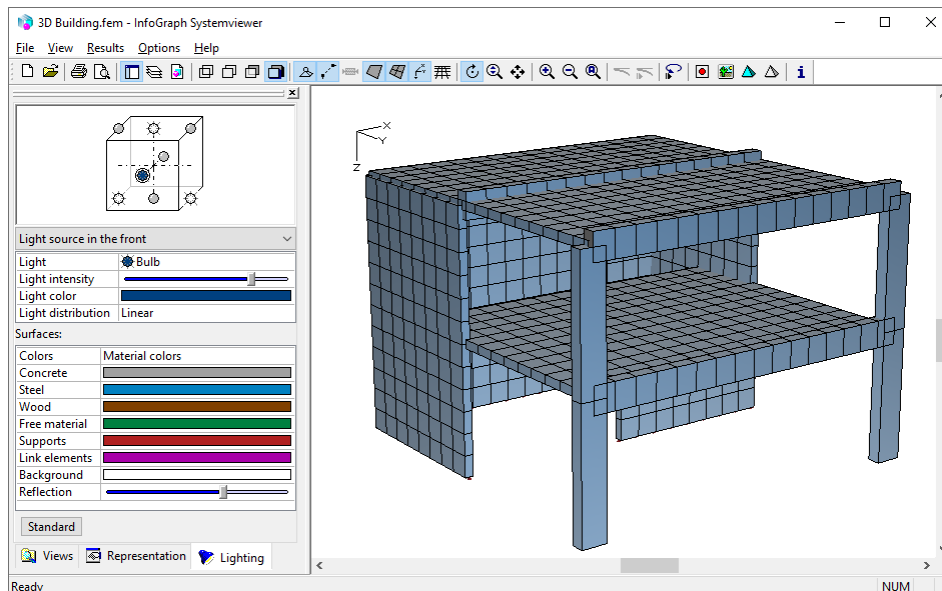 3D Building.fem - InfoGraph Systemviewer
File View Results Options Help
Light source in the front
Light Bulb
Light intensity
Light color
Light distribution Linear
Surfaces:
Colors Material colors
Concrete
Steel
Wood
Free material
Supports
Link elements
Background
Reflection
Standard
Views Representation Lighting
X
Y
Z
Ready NUM